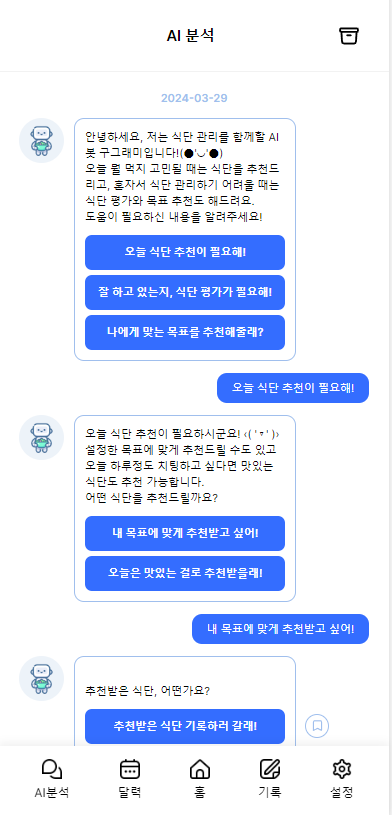 AI 분석
2024-03-29
안녕하세요, 저는 식단 관리를 함께할 AI
봇 구그래미입니다!(●'◡'●)
오늘 뭘 먹지 고민될 때는 식단을 추천드
리고, 혼자서 식단 관리하기 어려울 때는
식단 평가와 목표 추천도 해드려요.
도움이 필요하신 내용을 알려주세요!
오늘 식단 추천이 필요해!
잘 하고 있는지, 식단 평가가 필요해!
나에게 맞는 목표를 추천해줄래?
오늘 식단 추천이 필요해!
오늘 식단 추천이 필요하시군요! ‹( ' ▿ ' )›
설정한 목표에 맞게 추천드릴 수도 있고
오늘 하루정도 치팅하고 싶다면 맛있는
식단도 추천 가능합니다.
어떤 식단을 추천드릴까요?
내 목표에 맞게 추천받고 싶어!
오늘은 맛있는 걸로 추천받을래!
내 목표에 맞게 추천받고 싶어!
추천받은 식단, 어떤가요?
추천받은 식단 기록하러 갈래!
AI분석
달력
홈
기록
설정